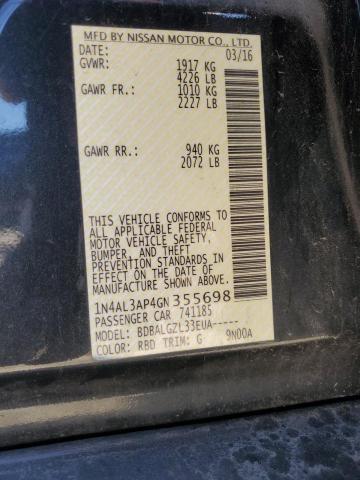 MFD BY NISSAN MOTOR CO., LTD.
DATE: 03/16
GVWR: 1917 KG
4226 LB
GAWR FR: 1010 KG
2227 LB
GAWR RR: 940 KG
2072 LB
THIS VEHICLE CONFORMS TO
ALL APPLICABLE FEDERAL
MOTOR VEHICLE SAFETY,
BUMPER, AND THEFT
PREVENTION STANDARDS IN
EFFECT ON THE DATE OF
MANUFACTURE SHOWN ABOVE.
1N4AL3AP4GN355698
PASSENGER CAR 741185
MODEL: BDBALGZL33EUA-----
COLOR: RBD TRIM: G 9N00A